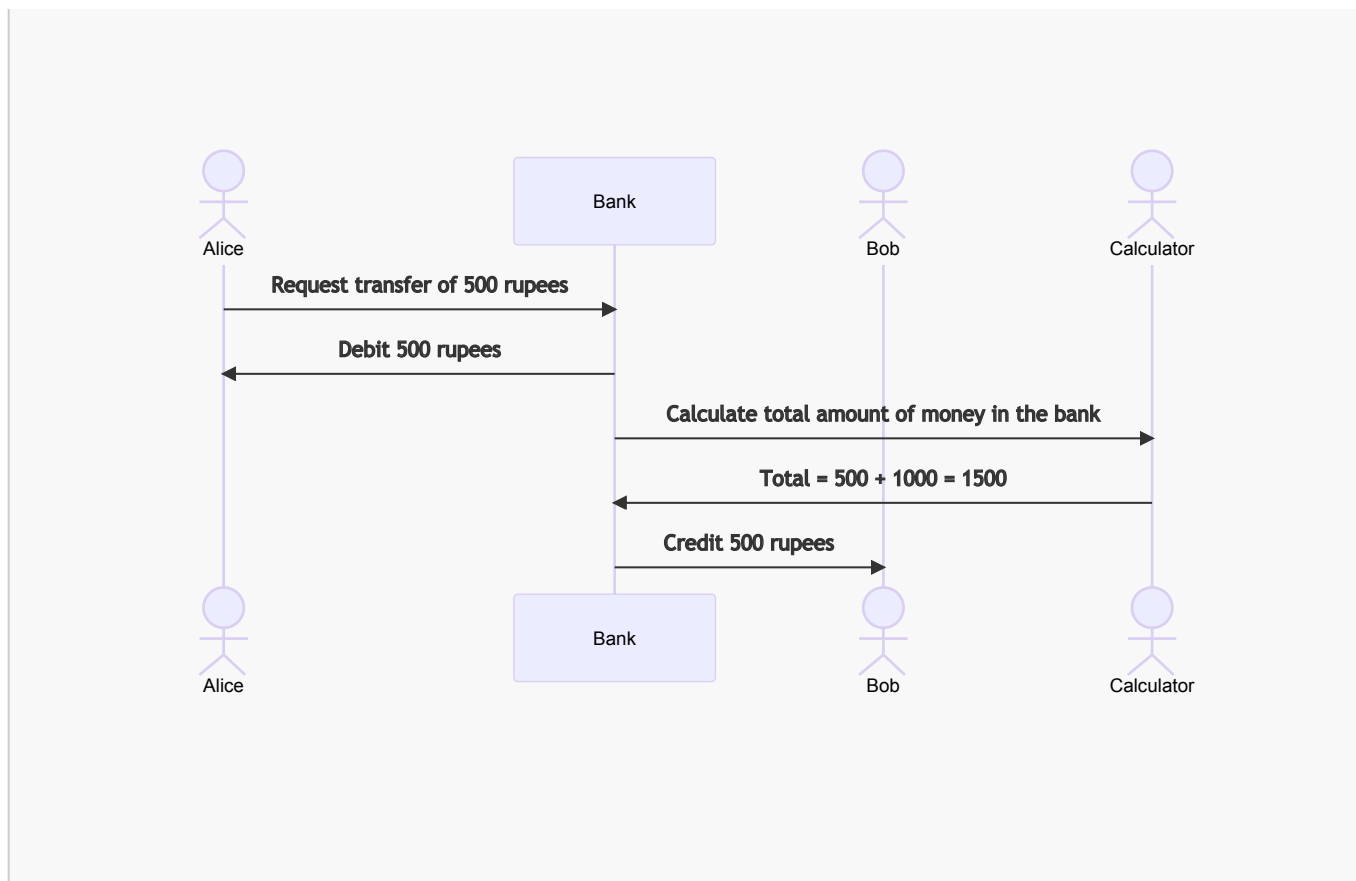 Alice
Bank
Bob
Calculator
Request transfer of 500 rupees
Debit 500 rupees
Calculate total amount of money in the bank
Total = 500 + 1000 = 1500
Credit 500 rupees
Alice
Bank
Bob
Calculator